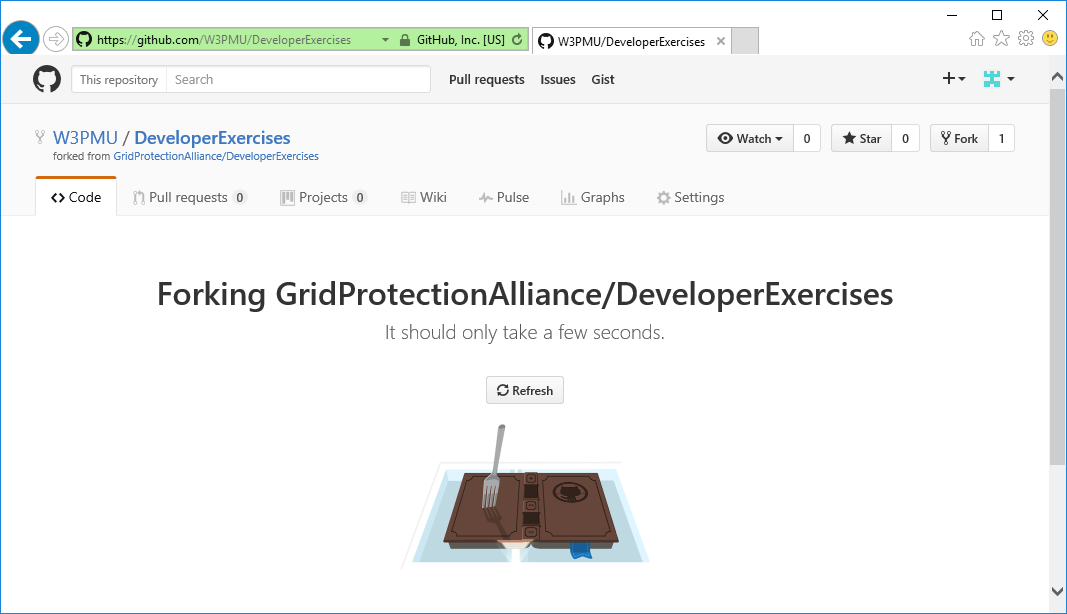 https://github.com/W3PMU/DeveloperExercises GitHub, Inc. [US] W3PMU/DeveloperExercises
This repository Search Pull requests Issues Gist
W3PMU / DeveloperExercises Watch 0 Star 0 Fork 1
forked from GridProtectionAlliance/DeveloperExercises
Code Pull requests 0 Projects 0 Wiki Pulse Graphs Settings
Forking GridProtectionAlliance/DeveloperExercises
It should only take a few seconds.
Refresh